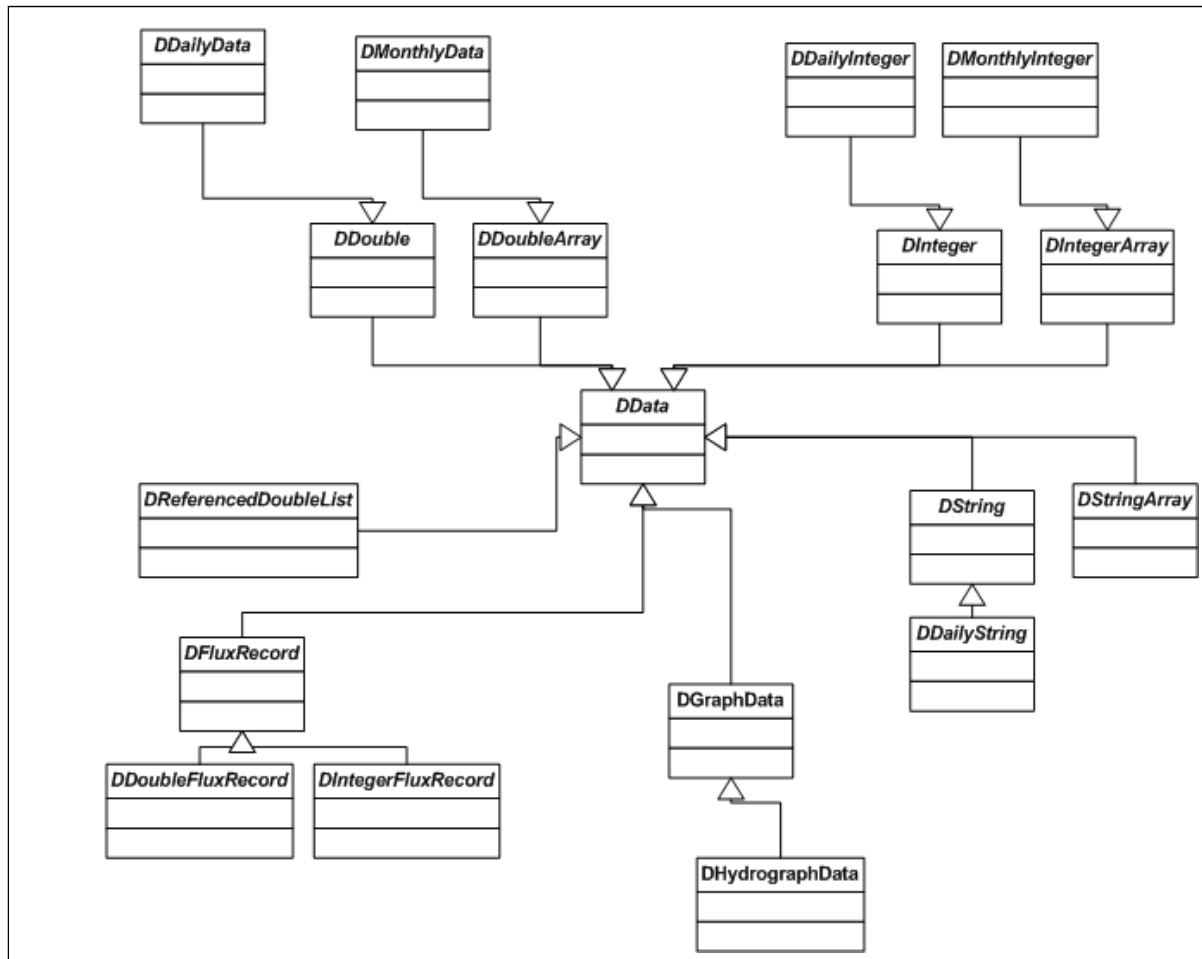 DDailyData
DMonthlyData
DDailyInteger
DMonthlyInteger
DDouble
DDoubleArray
DInteger
DIntegerArray
DData
DReferencedDoubleList
DString
DStringArray
DFluxRecord
DDailyString
DGraphData
DDoubleFluxRecord
DIntegerFluxRecord
DHydrographData